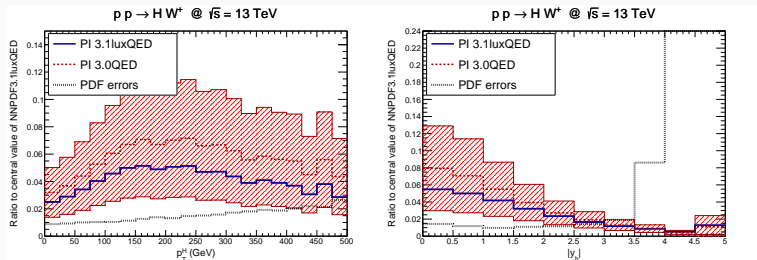 p p → H W⁺ @ √s = 13 TeV
Ratio to central value of NNPDF3.1luxQED
PI 3.1luxQED
PI 3.0QED
PDF errors
0.14
0.12
0.1
0.08
0.06
0.04
0.02
0
0 50 100 150 200 250 300 350 400 450 500
p_T^H (GeV)
p p → H W⁺ @ √s = 13 TeV
Ratio to central value of NNPDF3.1luxQED
PI 3.1luxQED
PI 3.0QED
PDF errors
0.24
0.22
0.20
0.18
0.16
0.14
0.12
0.10
0.08
0.06
0.04
0.02
0.00
0 0.5 1 1.5 2 2.5 3 3.5 4 4.5 5
|y_h|